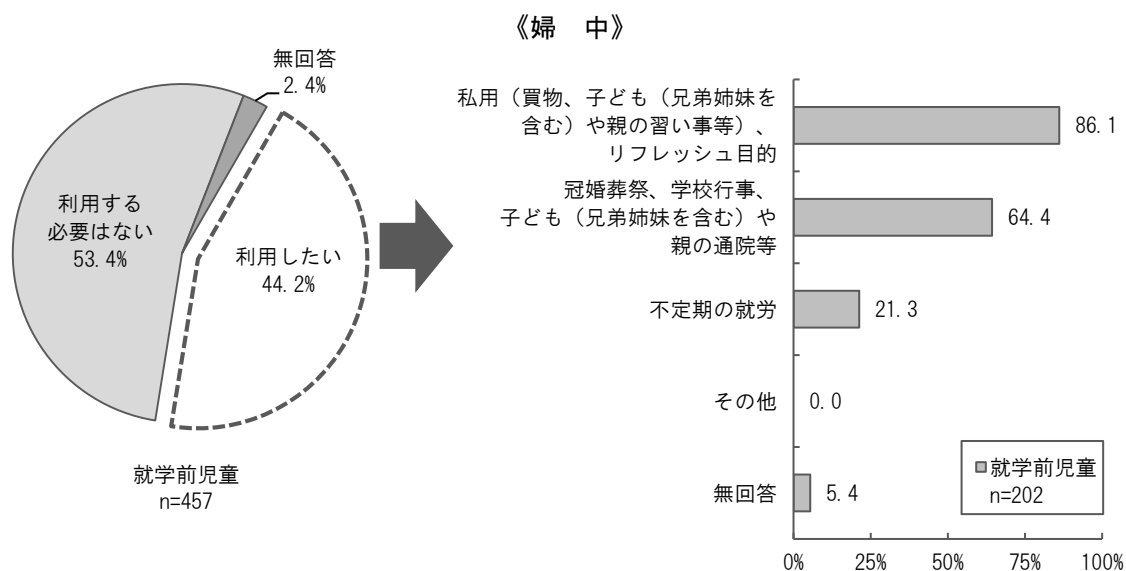 《婦　中》
無回答
2.4%
利用する
必要はない
53.4%
利用したい
44.2%
就学前児童
n=457
私用（買物、子ども（兄弟姉妹を
含む）や親の習い事等）、
リフレッシュ目的
86.1
冠婚葬祭、学校行事、
子ども（兄弟姉妹を含む）や
親の通院等
64.4
不定期の就労
21.3
その他
0.0
無回答
5.4
就学前児童
n=202
0% 25% 50% 75% 100%